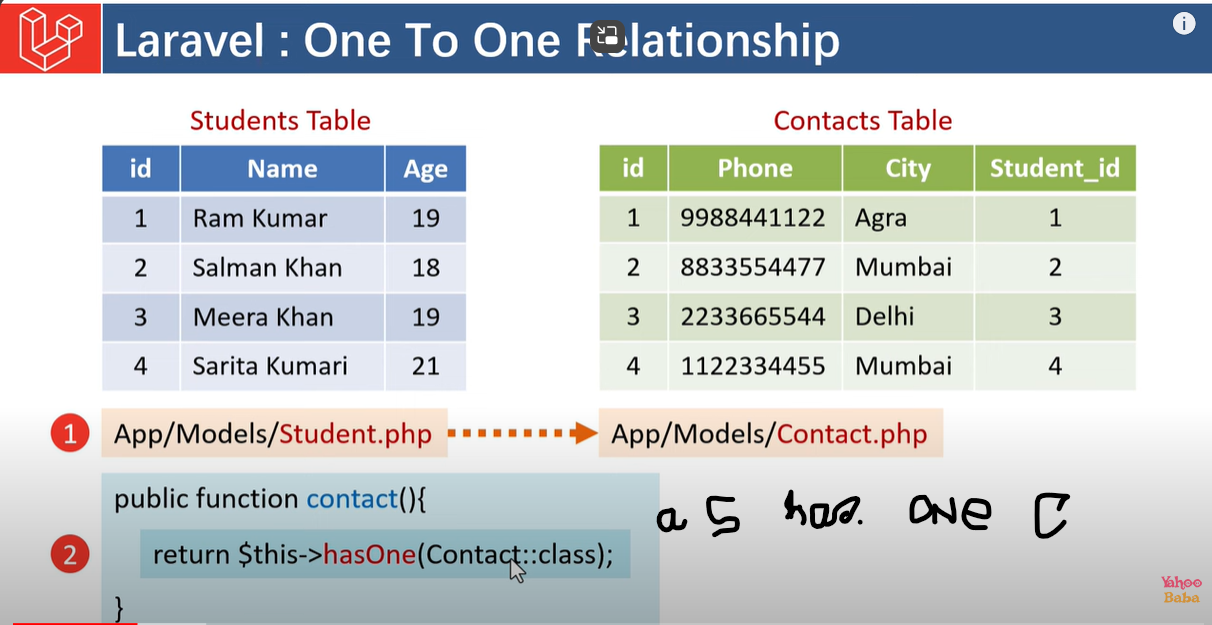 Laravel : One To One Relationship
Students Table
id Name Age
1 Ram Kumar 19
2 Salman Khan 18
3 Meera Khan 19
4 Sarita Kumari 21
Contacts Table
id Phone City Student_id
1 9988441122 Agra 1
2 8833554477 Mumbai 2
3 2233665544 Delhi 3
4 1122334455 Mumbai 4
1 App/Models/Student.php App/Models/Contact.php
public function contact(){
2 return $this->hasOne(Contact::class);
}
a S has. ONE C
Yahoo
Baba